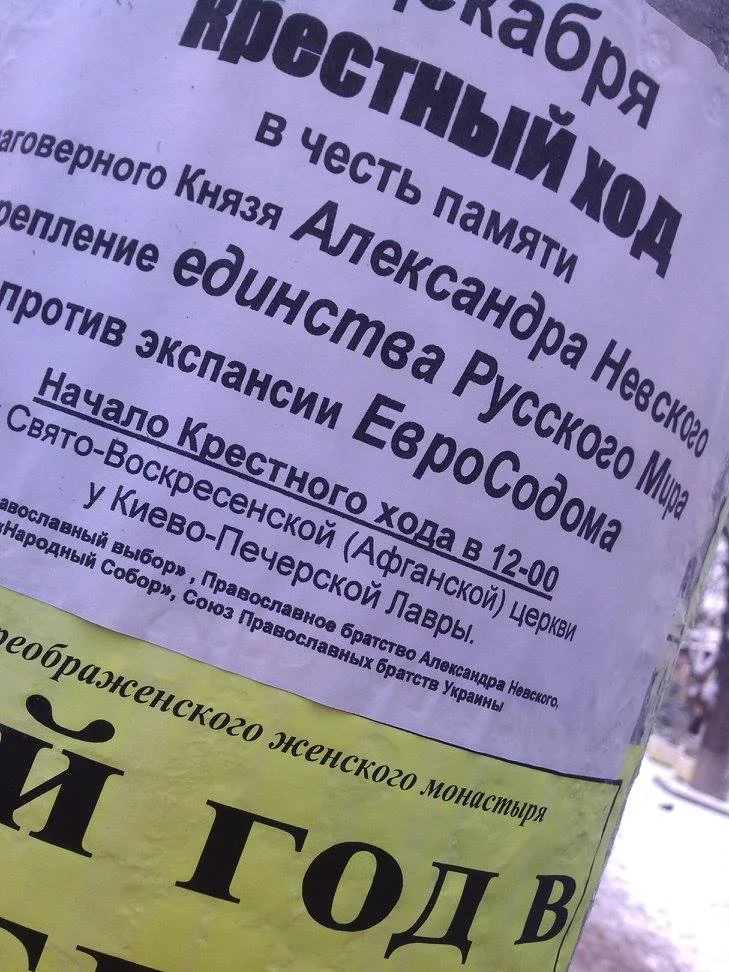 декабря
крестный ход
в честь памяти
аговерного Князя Александра Невского
репление единства Русского Мира
против экспансии ЕвроСодома
Начало Крестного хода в 12-00
Свято-Воскресенской (Афганской) церкви
у Киево-Печерской Лавры.
авославный выбор» , Православное братство Александра Невского,
«Народный Собор», Союз Православных братств Украины
реображенского женского монастыря
Й ГОД В